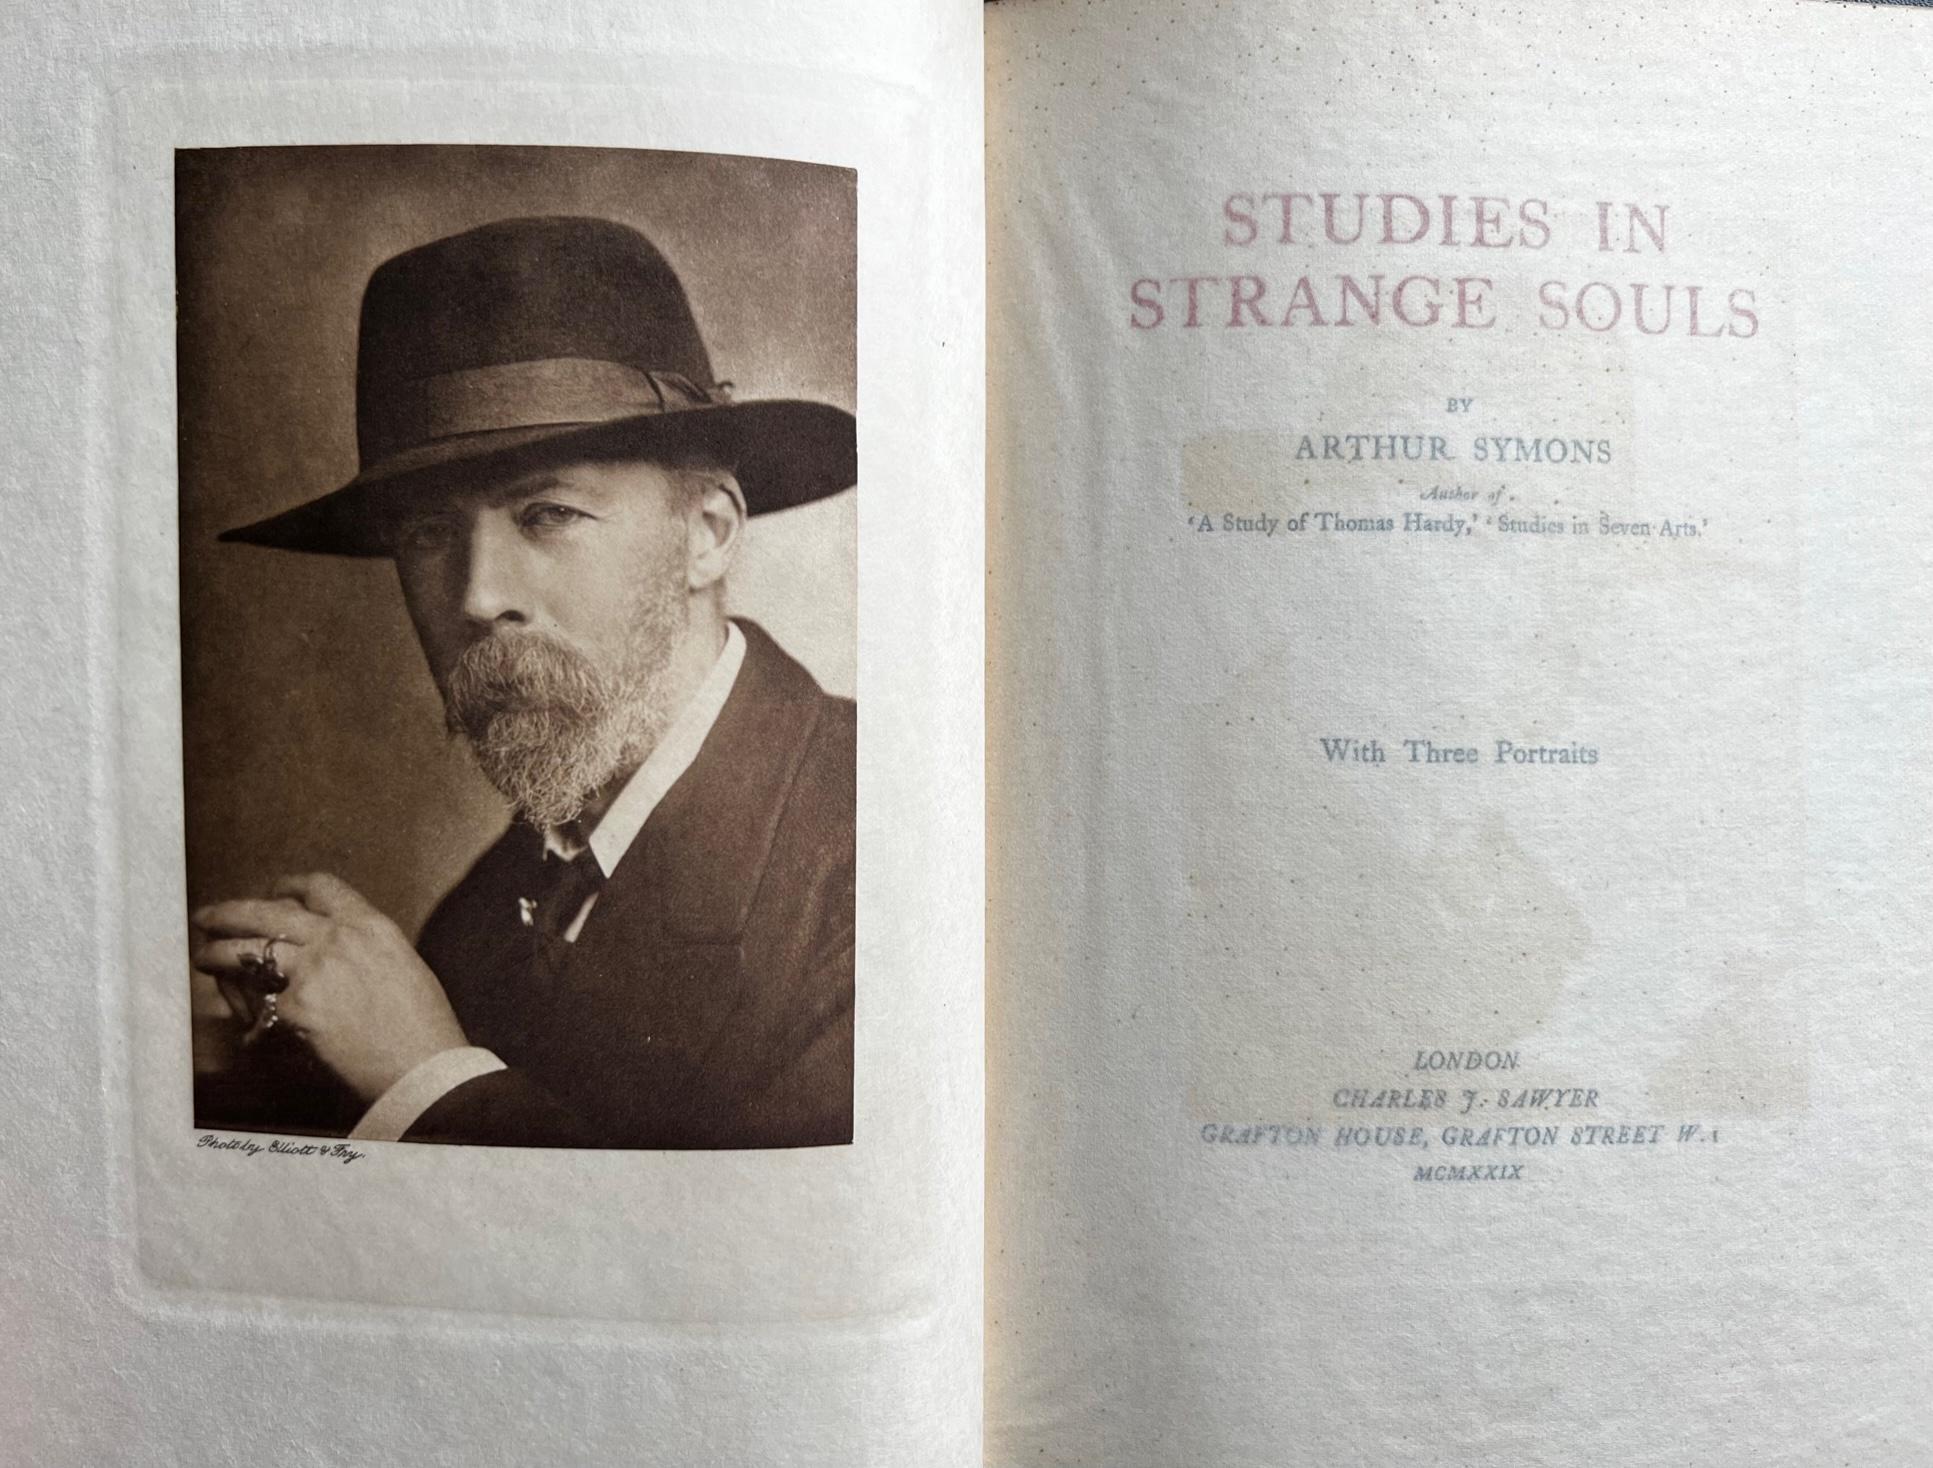 Photo by Elliott & Fry.
STUDIES IN
STRANGE SOULS
BY
ARTHUR SYMONS
Author of
‘A Study of Thomas Hardy,’ ‘Studies in Seven Arts.’
With Three Portraits
LONDON
CHARLES J. SAWYER
GRAFTON HOUSE, GRAFTON STREET W.1
MCMXXIX